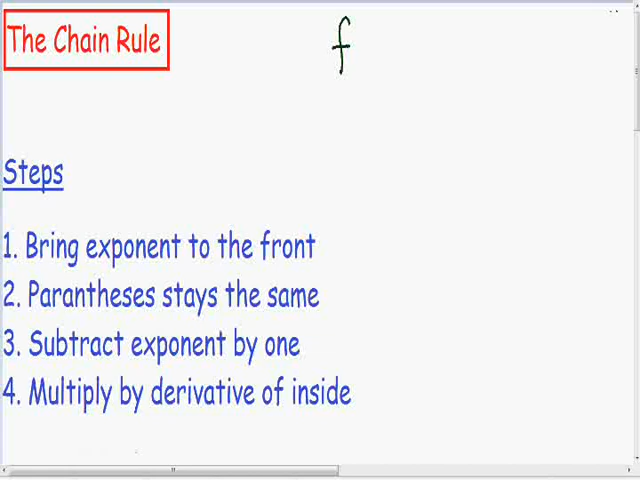 The Chain Rule
f
Steps
1. Bring exponent to the front
2. Parantheses stays the same
3. Subtract exponent by one
4. Multiply by derivative of inside